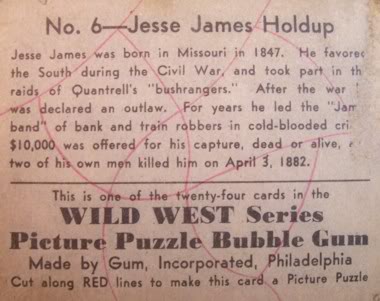 No. 6—Jesse James Holdup
Jesse James was born in Missouri in 1847. He favored
the South during the Civil War, and took part in th
raids of Quantrell's "bushrangers." After the war
was declared an outlaw. For years he led the "Jam
band" of bank and train robbers in cold-blooded cri
$10,000 was offered for his capture, dead or alive,
two of his own men killed him on April 3, 1882.
This is one of the twenty-four cards in the
WILD WEST Series
Picture Puzzle Bubble Gum
Made by Gum, Incorporated, Philadelphia
Cut along RED lines to make this card a Picture Puzzle